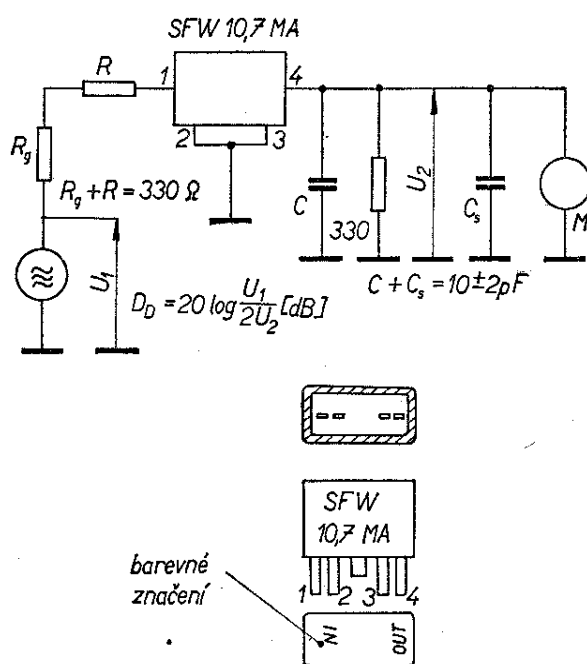 SFW 10,7 MA
R
1
4
2
3
R_g
R_g + R = 330 Ω
U_1
C
330
U_2
C_s
M
D_D = 20 log U_1/2U_2 [dB]
C + C_s = 10 ± 2pF
SFW
10,7 MA
1 2 3 4
barevné
značení
IN
OUT